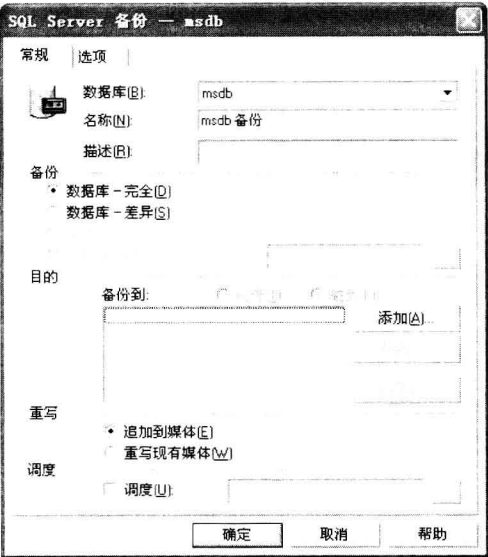 SQL Server 备份 — msdb
常规 选项
数据库(B): msdb
名称(N): msdb 备份
描述(R):
备份
数据库 - 完全(D)
数据库 - 差异(S)
目的
备份到:
添加(A)...
重写
追加到媒体(E)
重写现有媒体(W)
调度
调度(U):
确定 取消 帮助